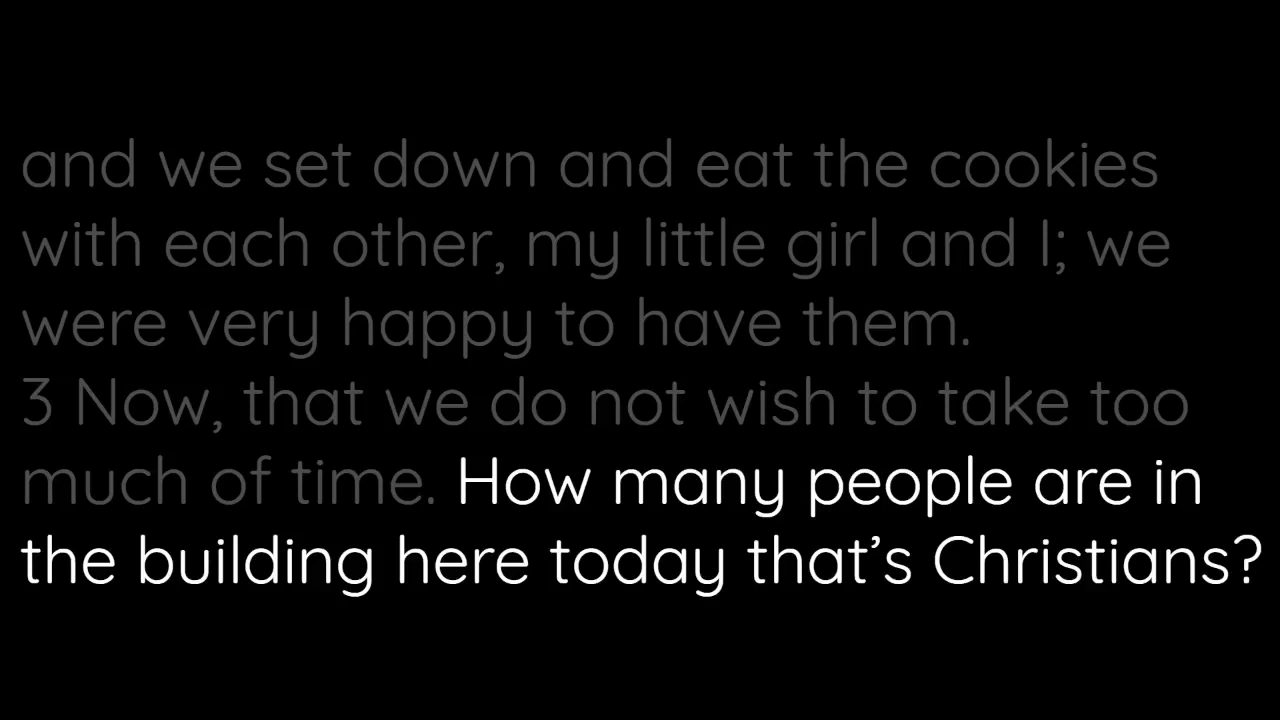 and we set down and eat the cookies
with each other, my little girl and I; we
were very happy to have them.
3 Now, that we do not wish to take too
much of time. How many people are in
the building here today that’s Christians?